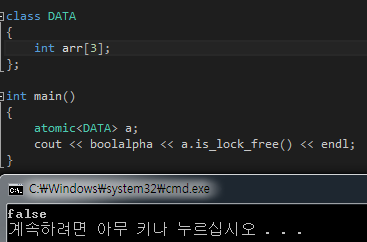 class DATA
{
    int arr[3];
};
int main()
{
    atomic<DATA> a;
    cout << boolalpha << a.is_lock_free() << endl;
}
C:\. C:₩Windows₩system32₩cmd.exe
false
계속하려면 아무 키나 누르십시오 . . .